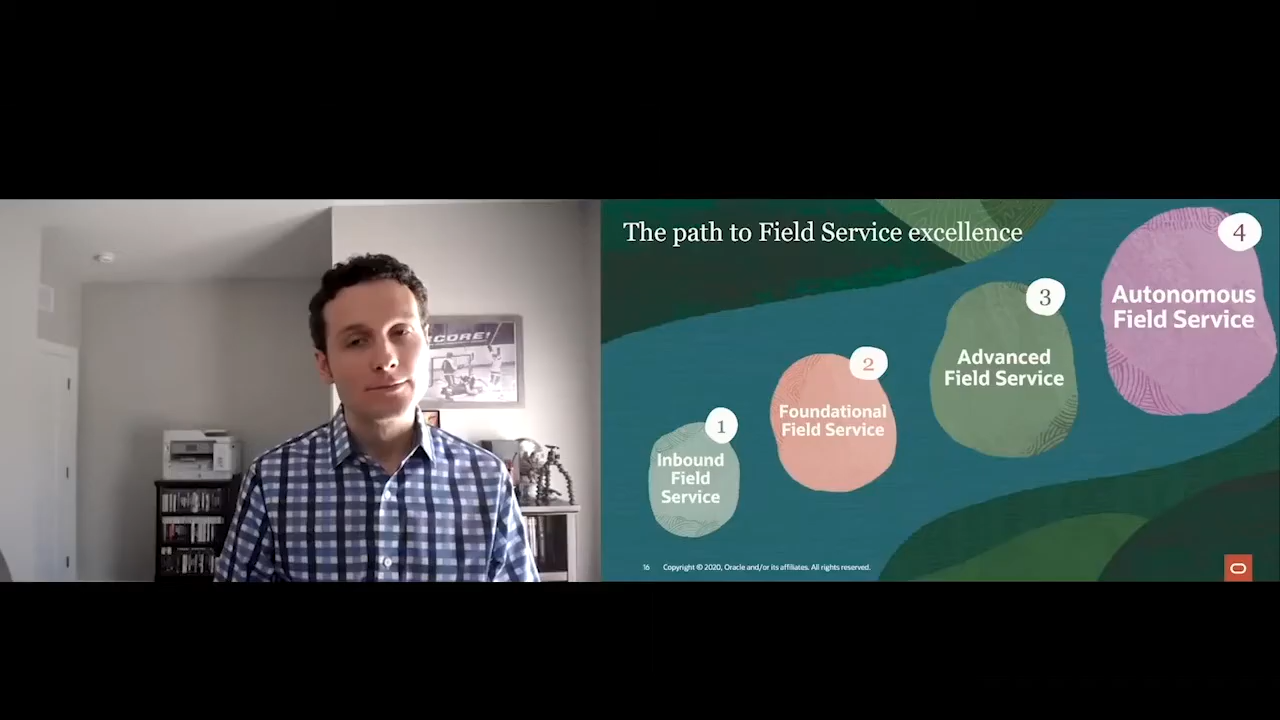 The path to Field Service excellence
1
Inbound
Field
Service
2
Foundational
Field Service
3
Advanced
Field Service
4
Autonomous
Field Service
16 Copyright © 2020, Oracle and/or its affiliates. All rights reserved.
CORE!